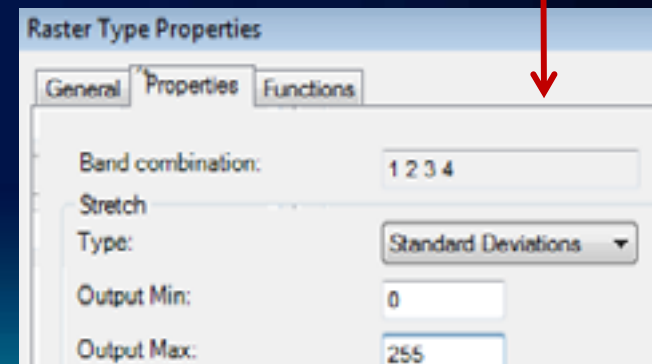 Raster Type Properties
General Properties Functions
Band combination: 1 2 3 4
Stretch
Type: Standard Deviations
Output Min: 0
Output Max: 255